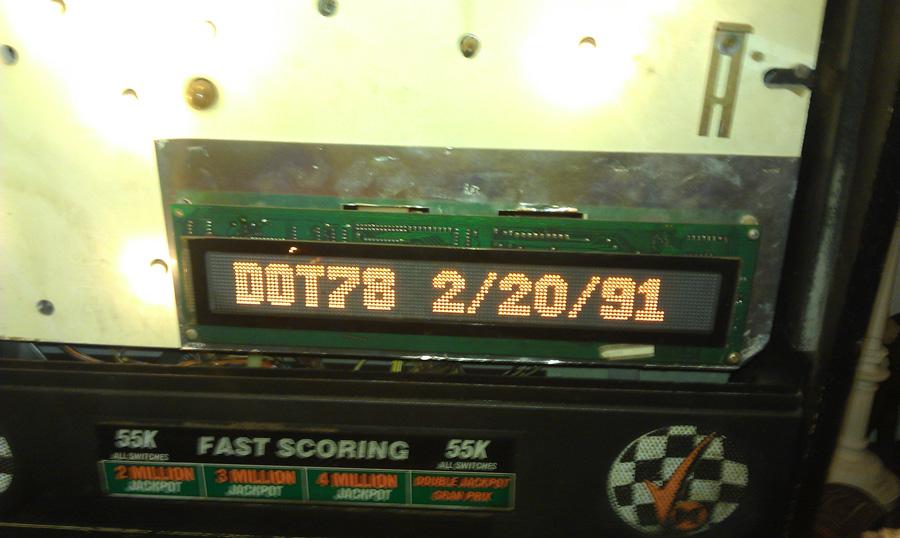 DOT78 2/20/91
55K FAST SCORING 55K
ALL SWITCHES ALL SWITCHES
2 MILLION 3 MILLION 4 MILLION DOUBLE JACKPOT
JACKPOT JACKPOT JACKPOT GRAN PRIX